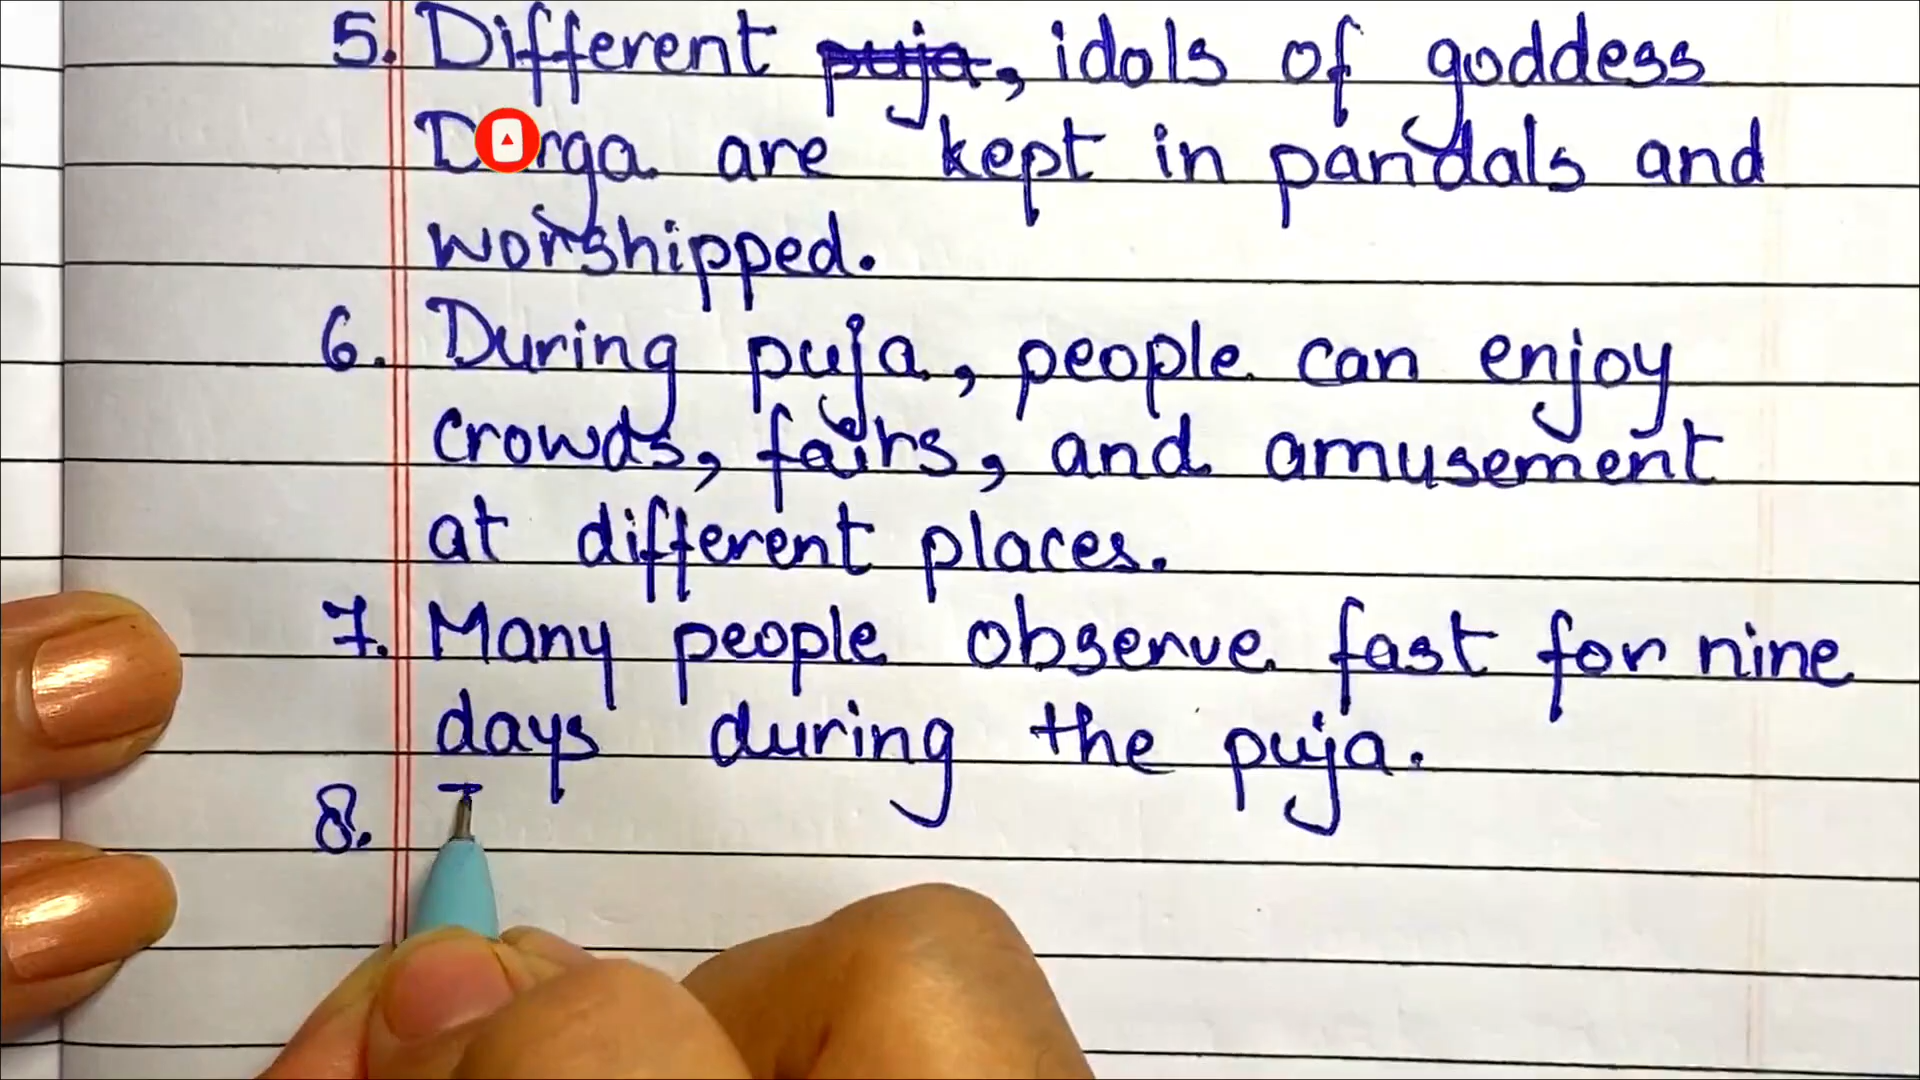 5. Different puja, idols of goddess
Durga are kept in pandals and
worshipped.
6. During puja, people can enjoy
crowds, fairs, and amusement
at different places.
7. Many people observe fast for nine
days during the puja.
8.